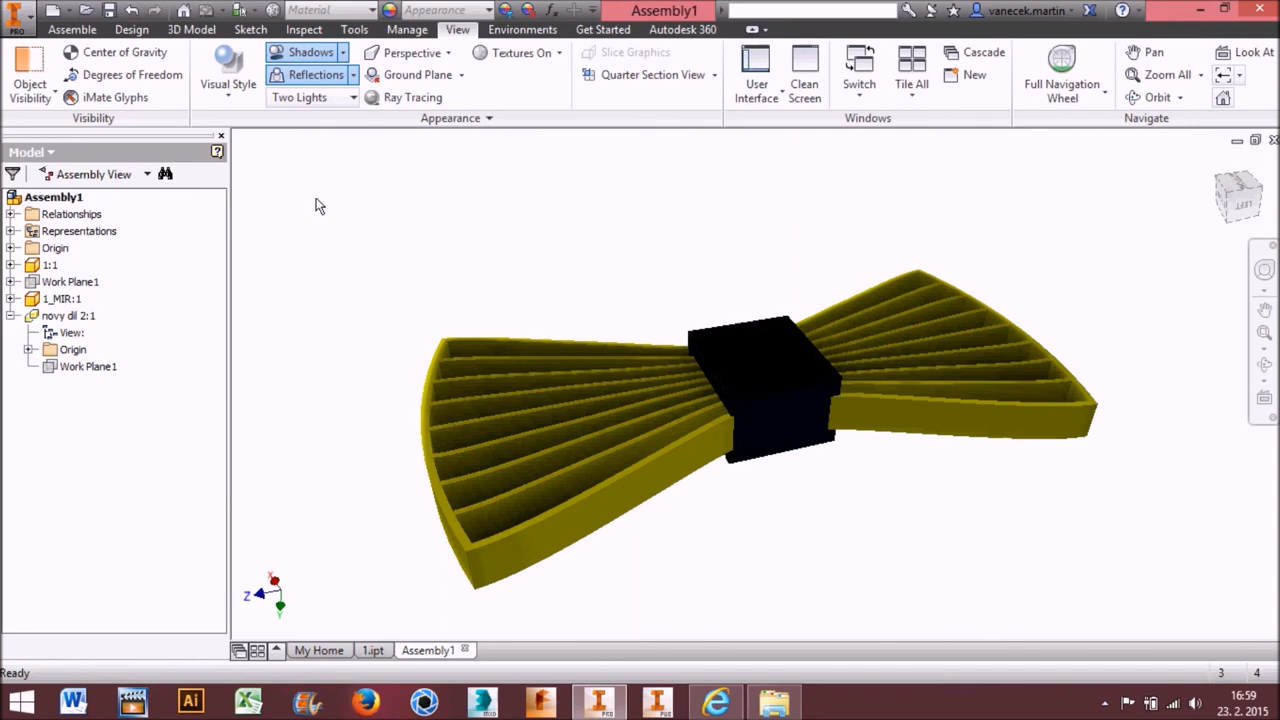 Material
Appearance
Assembly1
vanecek.martin
PRO
Assemble
Design
3D Model
Sketch
Inspect
Tools
Manage
View
Environments
Get Started
Autodesk 360
Object
Visibility
Center of Gravity
Degrees of Freedom
iMate Glyphs
Visibility
Visual Style
Shadows
Reflections
Two Lights
Perspective
Ground Plane
Ray Tracing
Textures On
Slice Graphics
Quarter Section View
Appearance
User
Interface
Clean
Screen
Switch
Tile All
Cascade
New
Windows
Full Navigation
Wheel
Pan
Zoom All
Orbit
Look At
Navigate
Model
Assembly View
Assembly1
Relationships
Representations
Origin
1:1
Work Plane1
1_MIR:1
novy dil 2:1
View:
Origin
Work Plane1
LEFT
X
Z
Y
My Home
1.ipt
Assembly1
Ready
3
4
16:59
23. 2. 2015